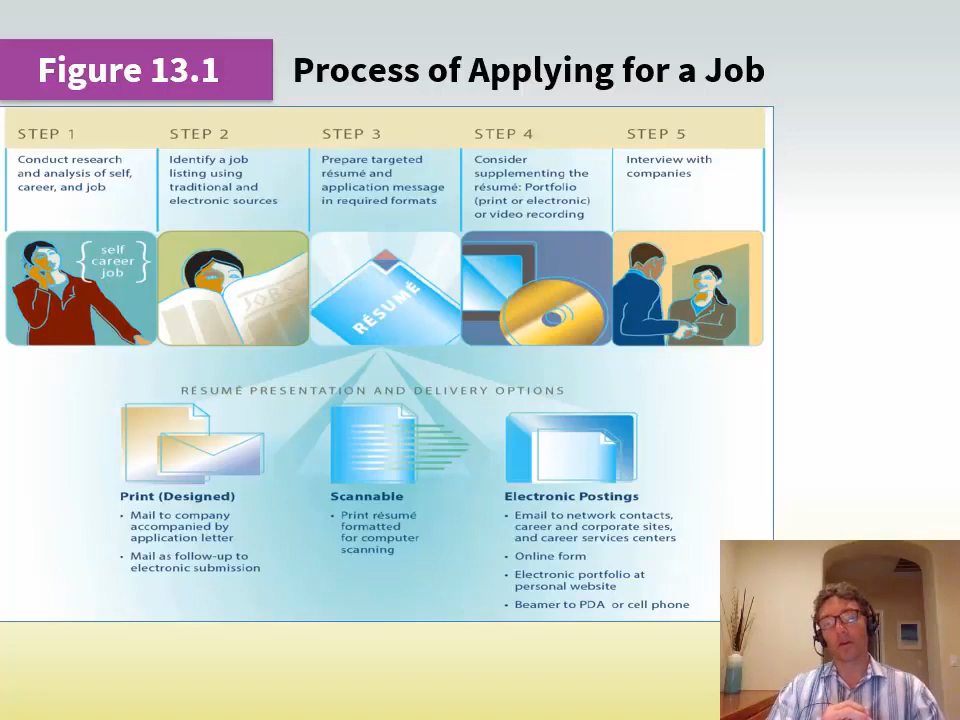 Figure 13.1
Process of Applying for a Job
STEP 1
Conduct research
and analysis of self,
career, and job
STEP 2
Identify a job
listing using
traditional and
electronic sources
STEP 3
Prepare targeted
résumé and
application message
in required formats
STEP 4
Consider
supplementing the
résumé: Portfolio
(print or electronic)
or video recording
STEP 5
Interview with
companies
self
career
job
JOBS
RÉSUMÉ
RÉSUMÉ PRESENTATION AND DELIVERY OPTIONS
Print (Designed)
• Mail to company
accompanied by
application letter
• Mail as follow-up to
electronic submission
Scannable
• Print résumé
formatted
for computer
scanning
Electronic Postings
• Email to network contacts,
career and corporate sites,
and career services centers
• Online form
• Electronic portfolio at
personal website
• Beamer to PDA or cell phone